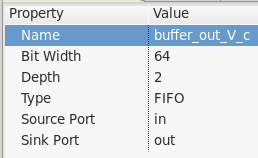 Property Value
Name buffer_out_V_c
Bit Width 64
Depth 2
Type FIFO
Source Port in
Sink Port out